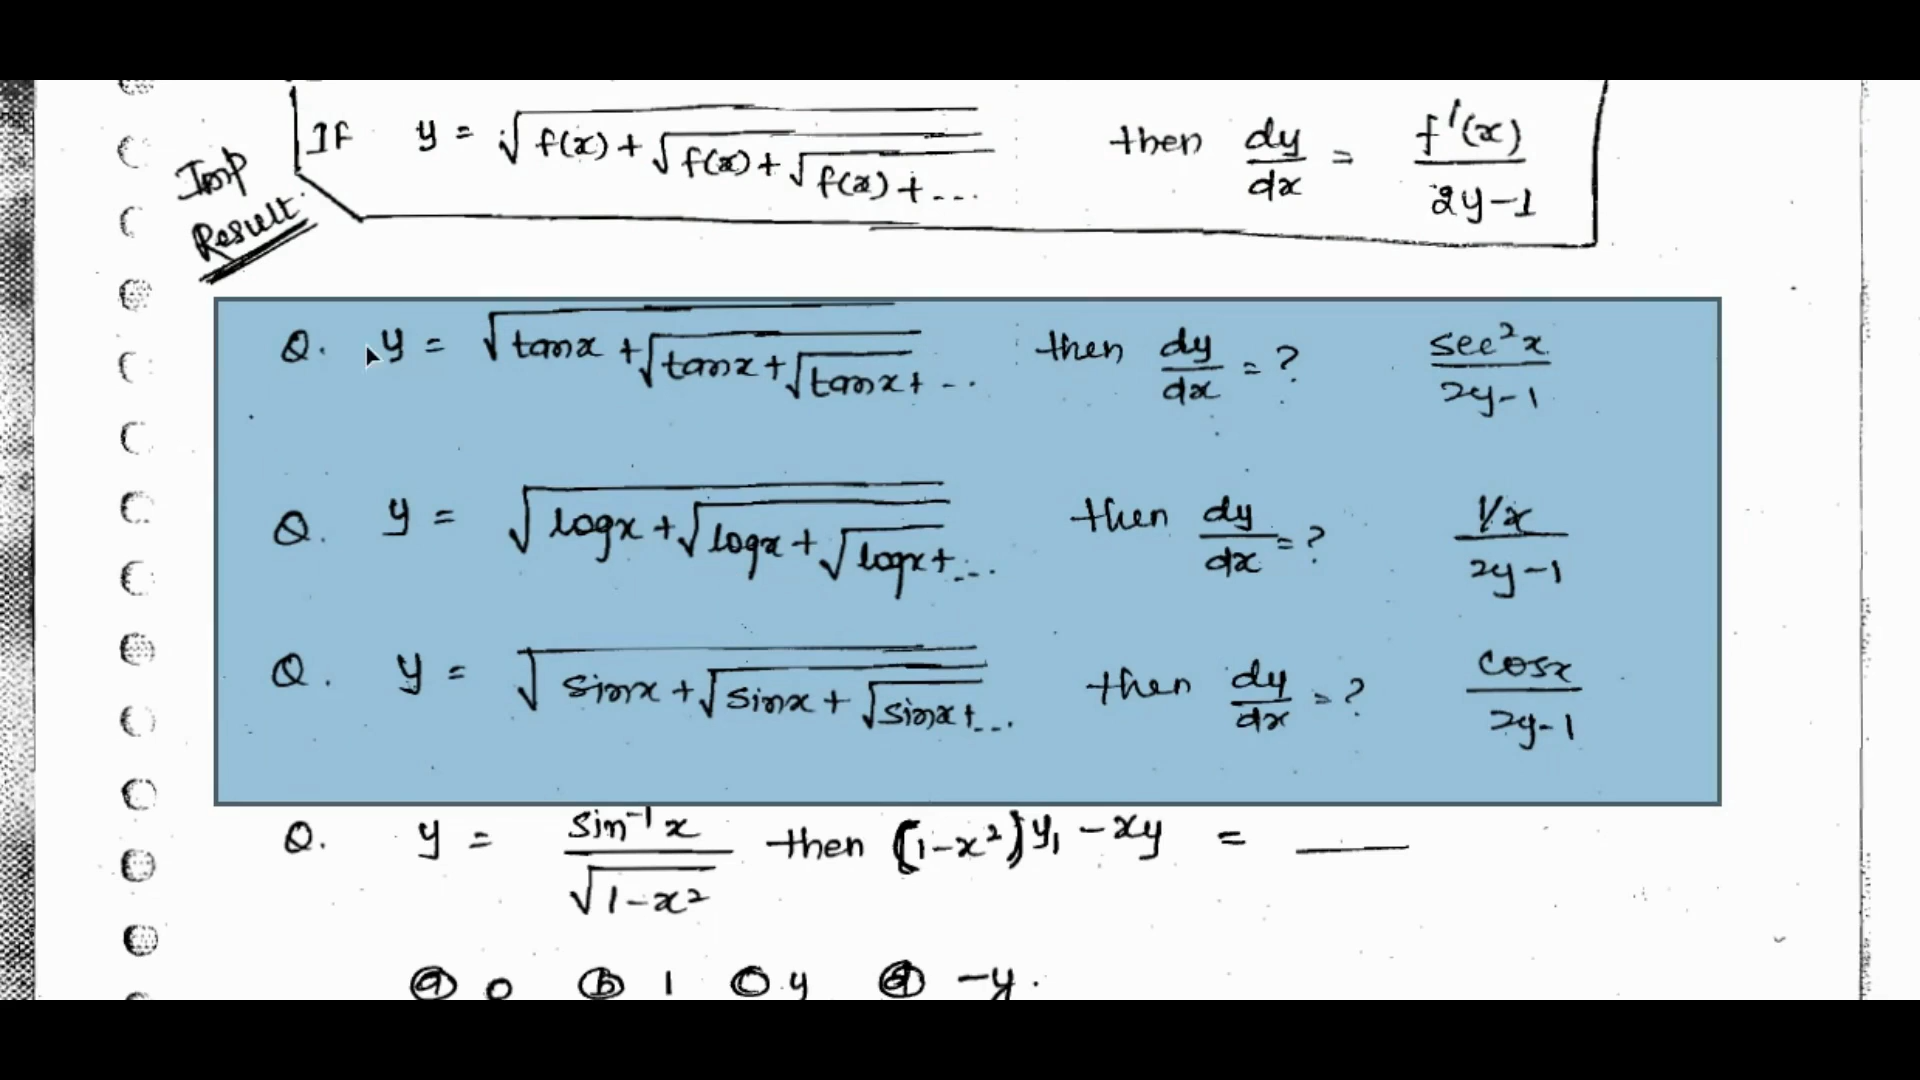 If y = √(f(x) + √(f(x) + √(f(x) + ... then dy/dx = f'(x)/(2y-1)
Imp Result
Q. y = √(tanx + √(tanx + √(tanx + ... then dy/dx = ? sec²x/(2y-1)
Q. y = √(logx + √(logx + √(logx + ... then dy/dx = ? (1/x)/(2y-1)
Q. y = √(sinx + √(sinx + √(sinx + ... then dy/dx = ? cosx/(2y-1)
Q. y = sin⁻¹x/√(1-x²) then (1-x²)y₁ - xy = ____
ⓐ 0 ⓑ 1 ⓒ y ⓓ -y.